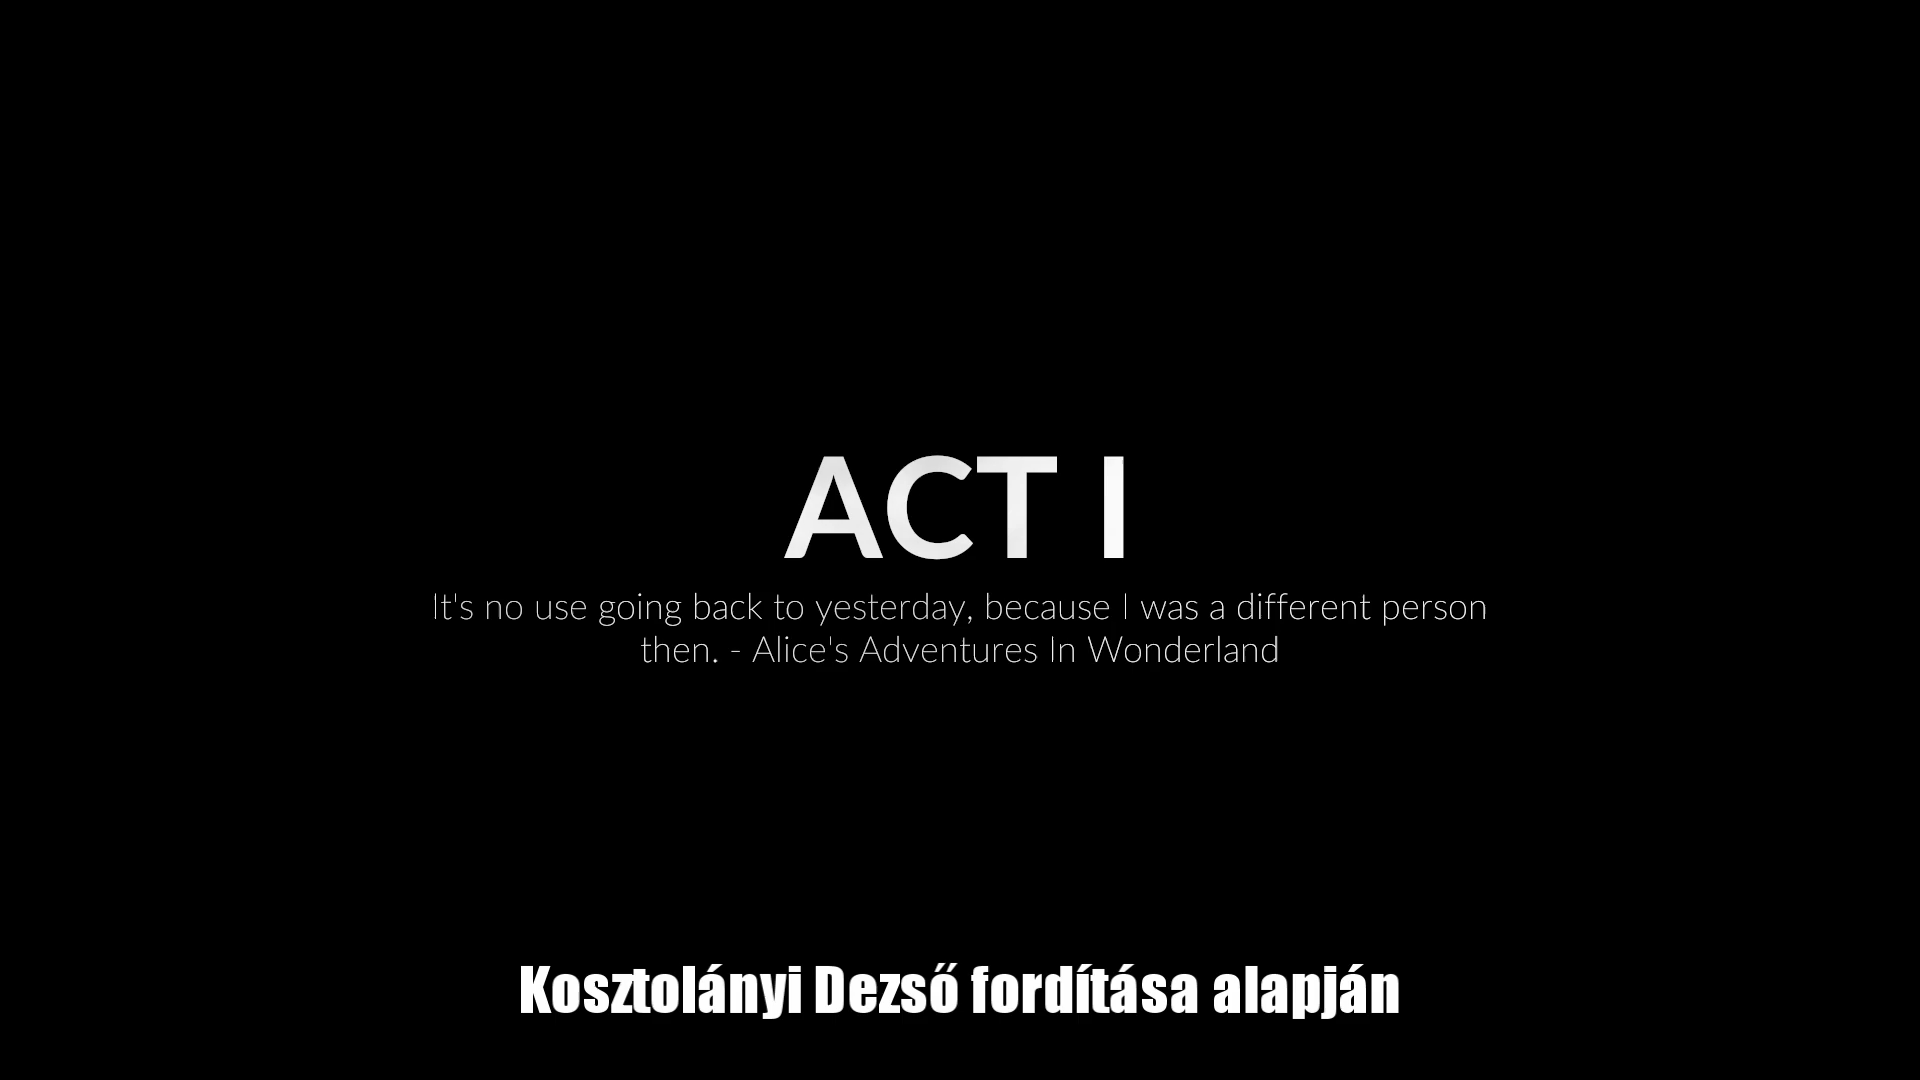 ACT I
It's no use going back to yesterday, because I was a different person
then. - Alice's Adventures In Wonderland
Kosztolányi Dezső fordítása alapján